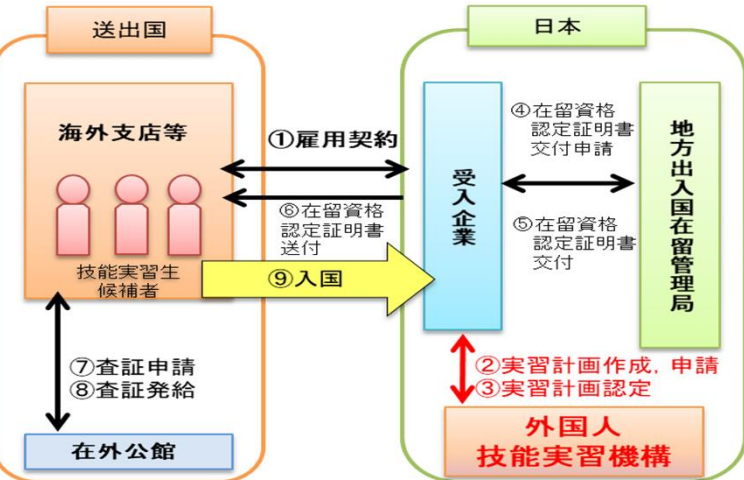 送出国
海外支店等
技能実習生
候補者
⑦査証申請
⑧査証発給
在外公館
①雇用契約
⑥在留資格
認定証明書
送付
⑨入国
日本
受入企業
④在留資格
認定証明書
交付申請
⑤在留資格
認定証明書
交付
地方出入国在留管理局
②実習計画作成，申請
③実習計画認定
外国人
技能実習機構